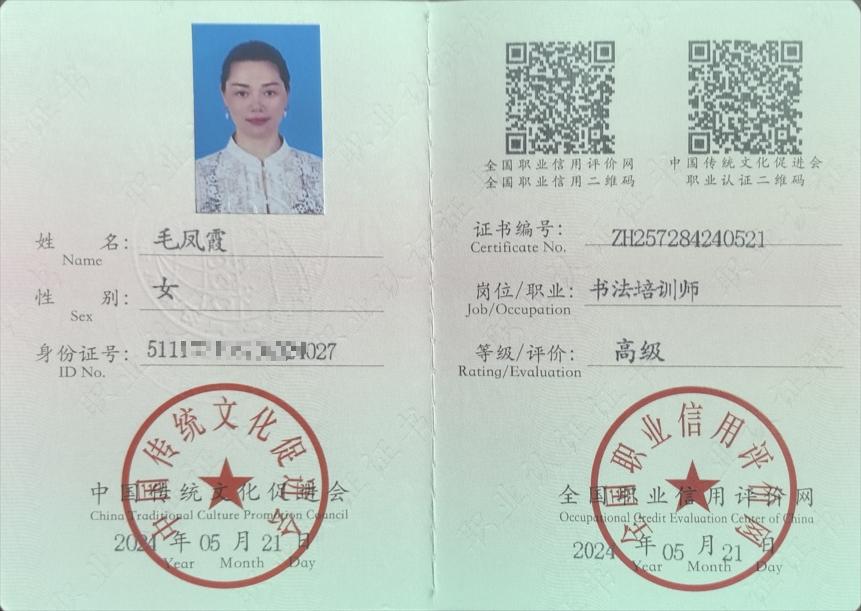 姓 名： 毛凤霞
Name
性 别： 女
Sex
身份证号： 5111 24027
ID No.
中国传统文化促进会
中国传统文化促进会
China Traditional Culture Promotion Council
2024 年 05 月 21 日
Year Month Day
全国职业信用评价网
全国职业信用二维码
中国传统文化促进会
职业认证二维码
证书编号： ZH257284240521
Certificate No.
岗位/职业： 书法培训师
Job/Occupation
等级/评价： 高级
Rating/Evaluation
全国职业信用评价网
全国职业信用评价网
Occupational Credit Evaluation Center of China
2024 年 05 月 21 日
Year Month Day